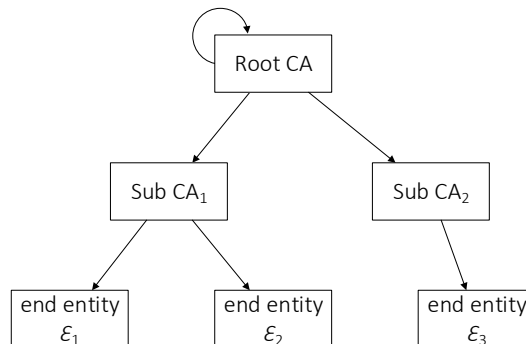 Root CA
Sub CA₁
Sub CA₂
end entity
ℰ₁
end entity
ℰ₂
end entity
ℰ₃